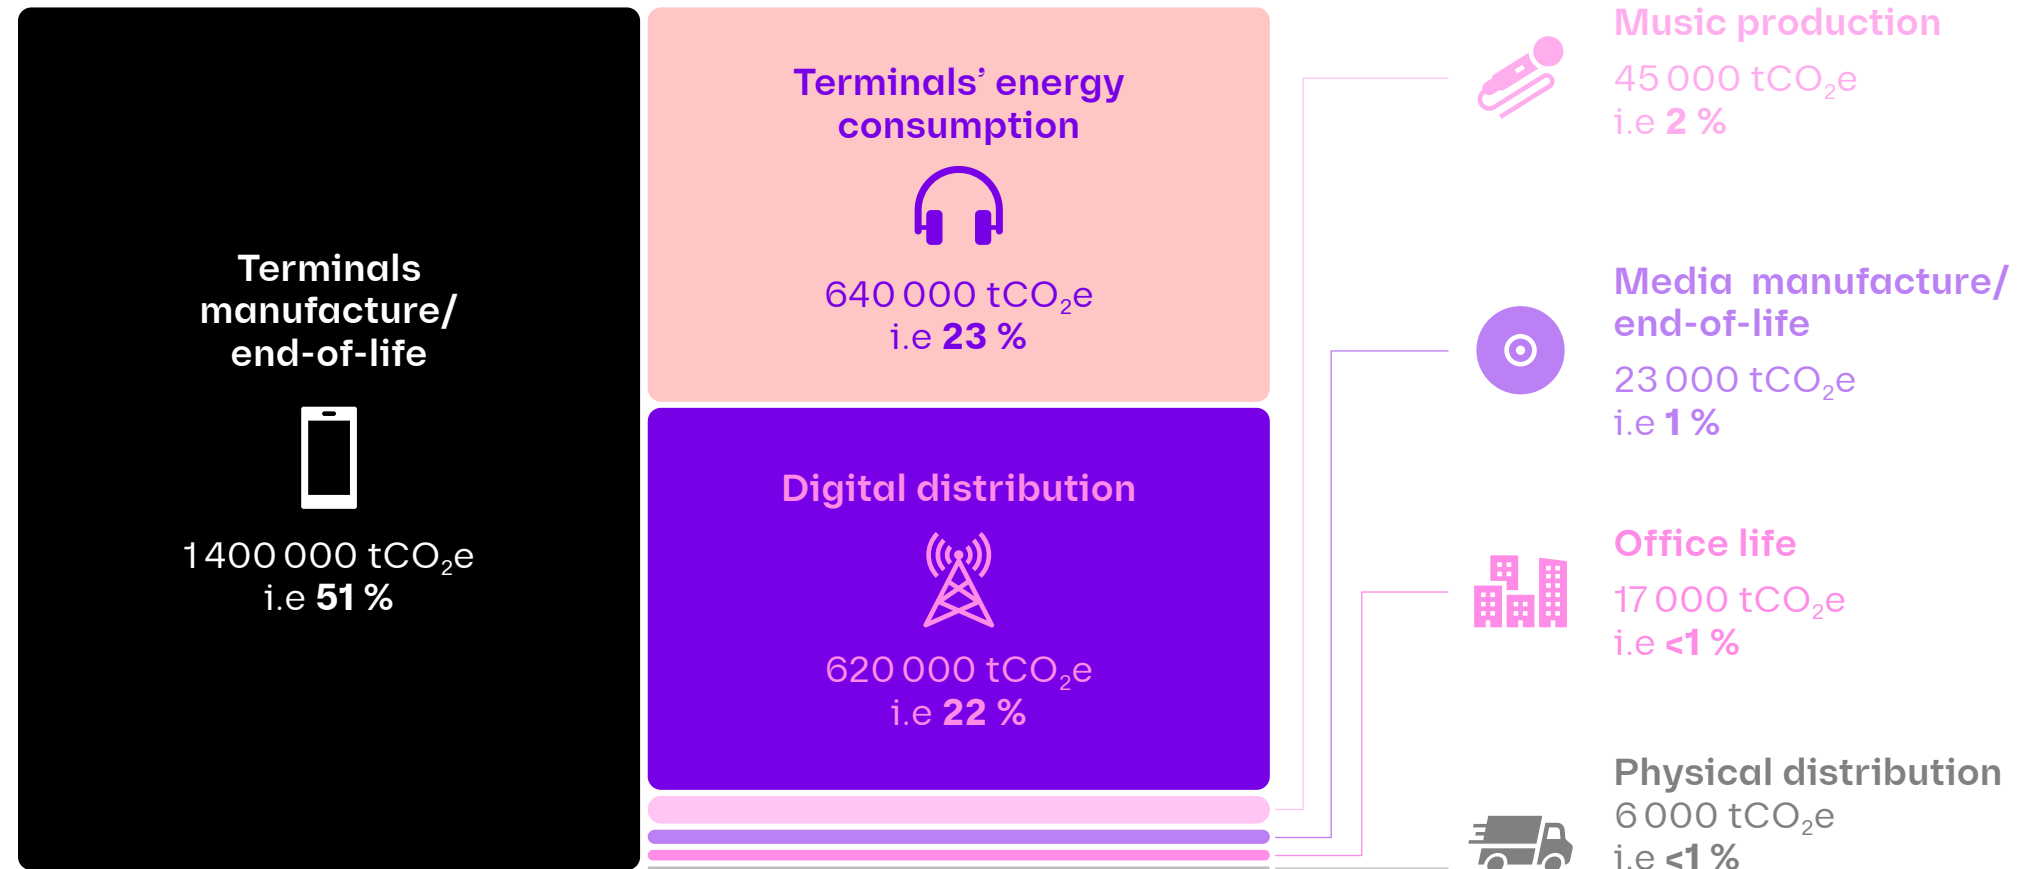 Terminals
manufacture/
end-of-life
1 400 000 tCO₂e
i.e 51 %
Terminals’ energy
consumption
640 000 tCO₂e
i.e 23 %
Digital distribution
620 000 tCO₂e
i.e 22 %
Music production
45 000 tCO₂e
i.e 2 %
Media manufacture/
end-of-life
23 000 tCO₂e
i.e 1 %
Office life
17 000 tCO₂e
i.e <1 %
Physical distribution
6 000 tCO₂e
i.e <1 %